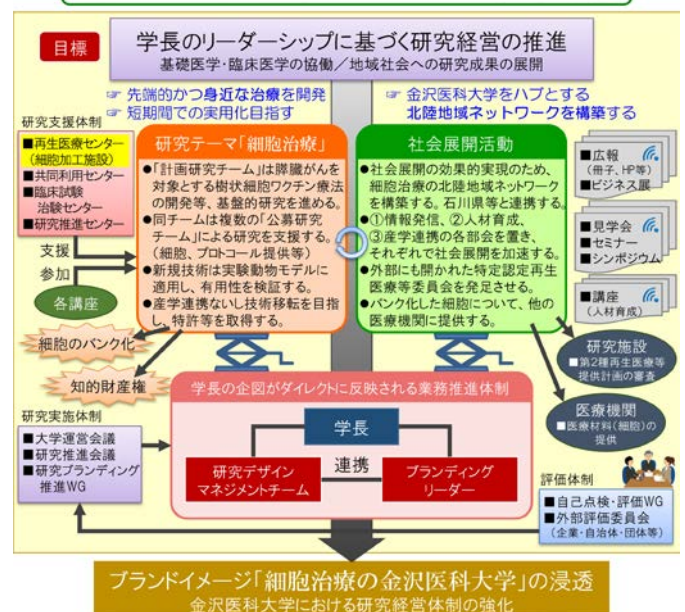 目標
学長のリーダーシップに基づく研究経営の推進
基礎医学・臨床医学の協働／地域社会への研究成果の展開
☞ 先端的かつ身近な治療を開発
☞ 短期間での実用化目指す
☞ 金沢医科大学をハブとする
北陸地域ネットワークを構築する
研究支援体制
■再生医療センター
(細胞加工施設)
■共同利用センター
■臨床試験
治験センター
■研究推進センター
支援
参加
各講座
研究テーマ「細胞治療」
●「計画研究チーム」は膵臓がんを
対象とする樹状細胞ワクチン療法
の開発等、基盤的研究を進める。
●同チームは複数の「公募研究
チーム」による研究を支援する。
(細胞、プロトコール提供等)
●新規技術は実験動物モデルに
適用し、有用性を検証する。
●産学連携ないし技術移転を目指
し、特許等を取得する。
社会展開活動
●社会展開の効果的実現のため、
細胞治療の北陸地域ネットワーク
を構築する。石川県等と連携する。
●①情報発信、②人材育成、
③産学連携の各部会を置き、
それぞれで社会展開を加速する。
●外部にも開かれた特定認定再生
医療等委員会を発足させる。
●バンク化した細胞について、他の
医療機関に提供する。
■広報
(冊子、HP等)
■ビジネス展
■見学会
■セミナー
■シンポジウム
■講座
(人材育成)
細胞のバンク化
知的財産権
研究施設
■第2種再生医療等
提供計画の審査
医療機関
■医療材料(細胞)の
提供
学長の企図がダイレクトに反映される業務推進体制
学長
研究デザイン
マネジメントチーム
連携
ブランディング
リーダー
研究実施体制
■大学運営会議
■研究推進会議
■研究ブランディング
推進WG
評価体制
■自己点検・評価WG
■外部評価委員会
(企業・自治体・団体等)
ブランドイメージ「細胞治療の金沢医科大学」の浸透
金沢医科大学における研究経営体制の強化